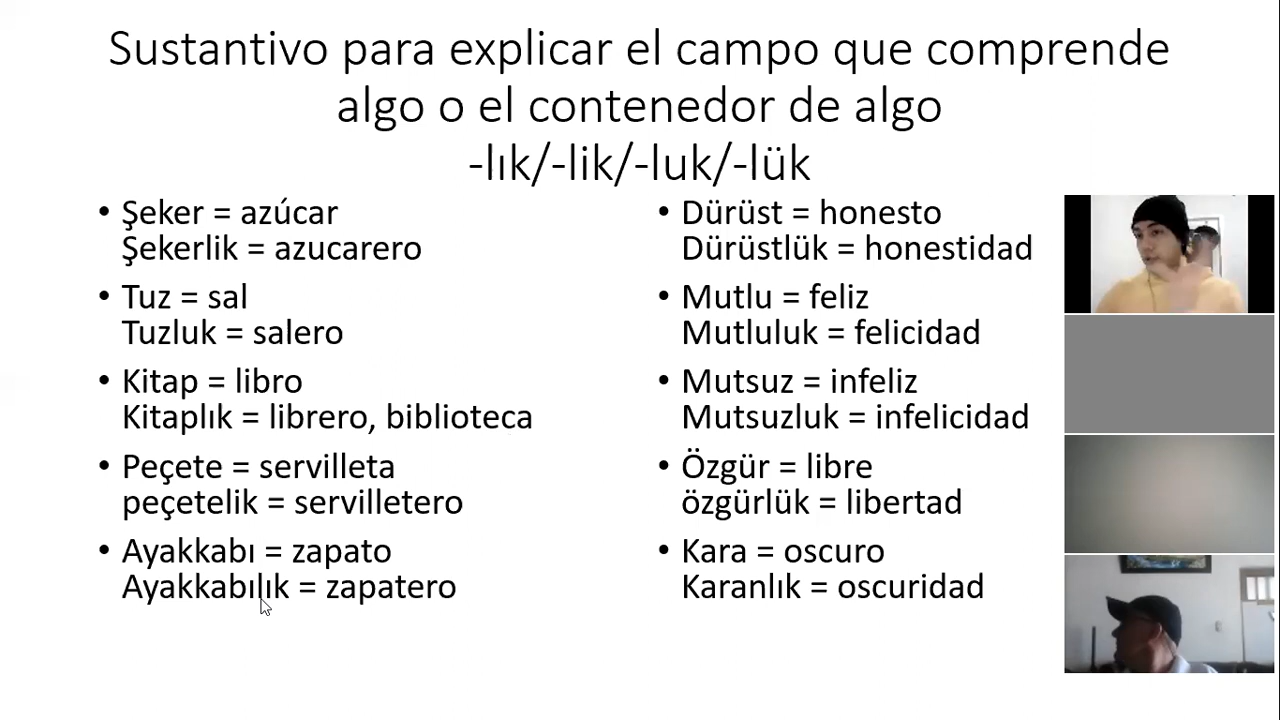 Sustantivo para explicar el campo que comprende
algo o el contenedor de algo
-lık/-lik/-luk/-lük
• Şeker = azúcar
Şekerlik = azucarero
• Tuz = sal
Tuzluk = salero
• Kitap = libro
Kitaplık = librero, biblioteca
• Peçete = servilleta
peçetelik = servilletero
• Ayakkabı = zapato
Ayakkabılık = zapatero
• Dürüst = honesto
Dürüstlük = honestidad
• Mutlu = feliz
Mutluluk = felicidad
• Mutsuz = infeliz
Mutsuzluk = infelicidad
• Özgür = libre
özgürlük = libertad
• Kara = oscuro
Karanlık = oscuridad